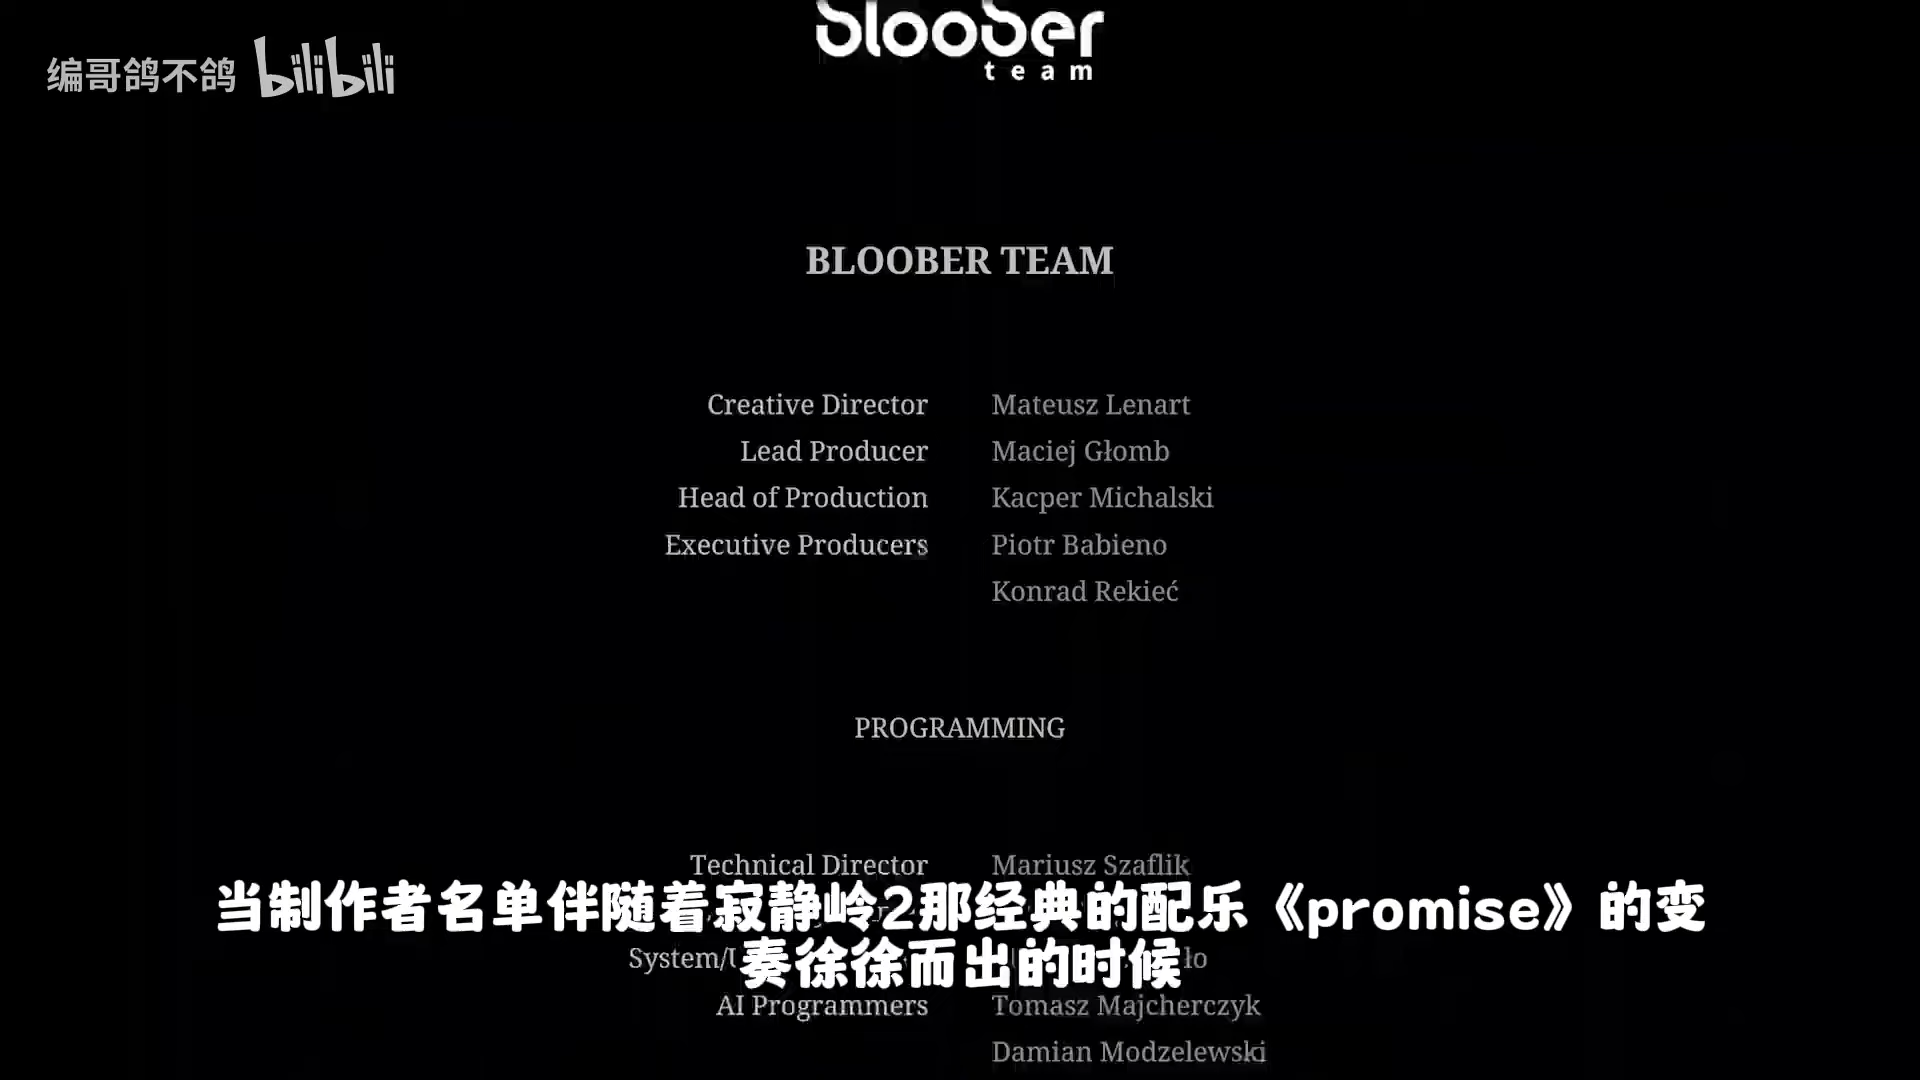 bloober
team
编哥鸽不鸽 bilibili
BLOOBER TEAM
Creative Director Mateusz Lenart
Lead Producer Maciej Głomb
Head of Production Kacper Michalski
Executive Producers Piotr Babieno
Konrad Rekieć
PROGRAMMING
Technical Director Mariusz Szaflik
当制作者名单伴随着寂静岭2那经典的配乐《promise》的变
奏徐徐而出的时候
AI Programmers Tomasz Majcherczyk
Damian Modzelewski